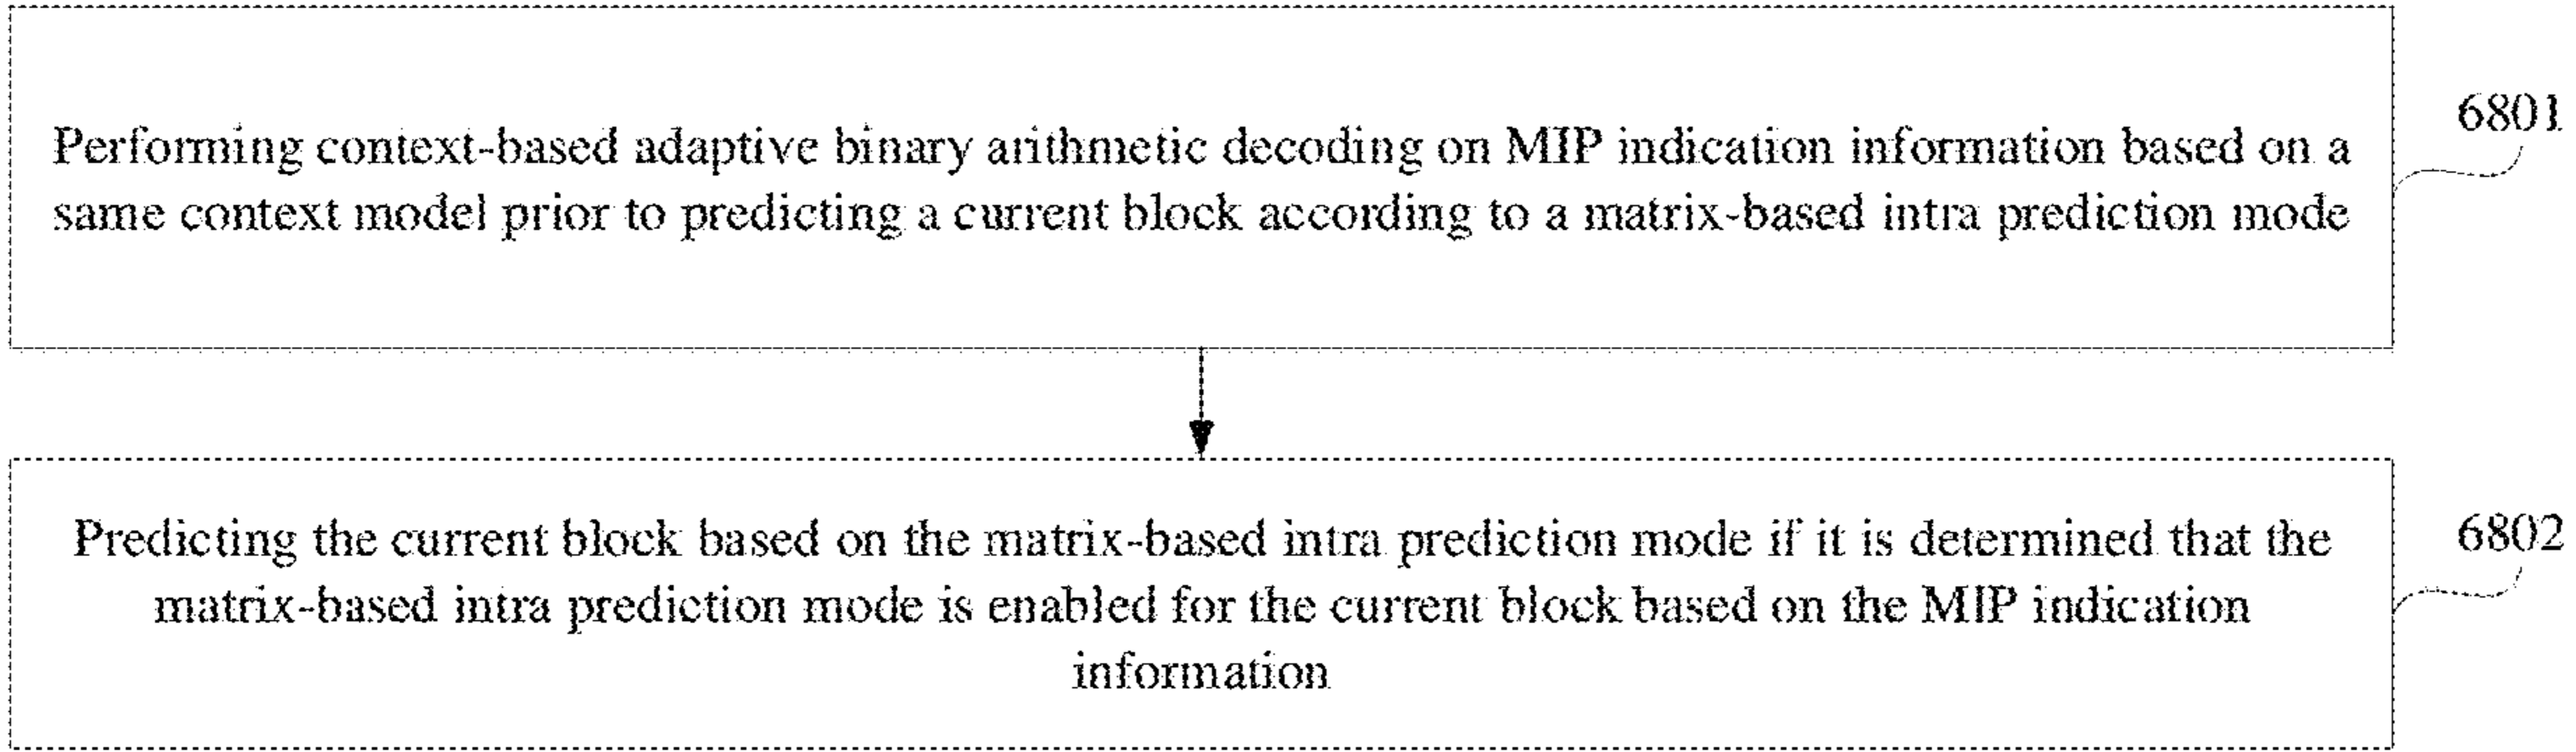 Performing context-based adaptive binary arithmetic decoding on MIP indication information based on a
same context model prior to predicting a current block according to a matrix-based intra prediction mode
6801
Predicting the current block based on the matrix-based intra prediction mode if it is determined that the
matrix-based intra prediction mode is enabled for the current block based on the MIP indication
information
6802